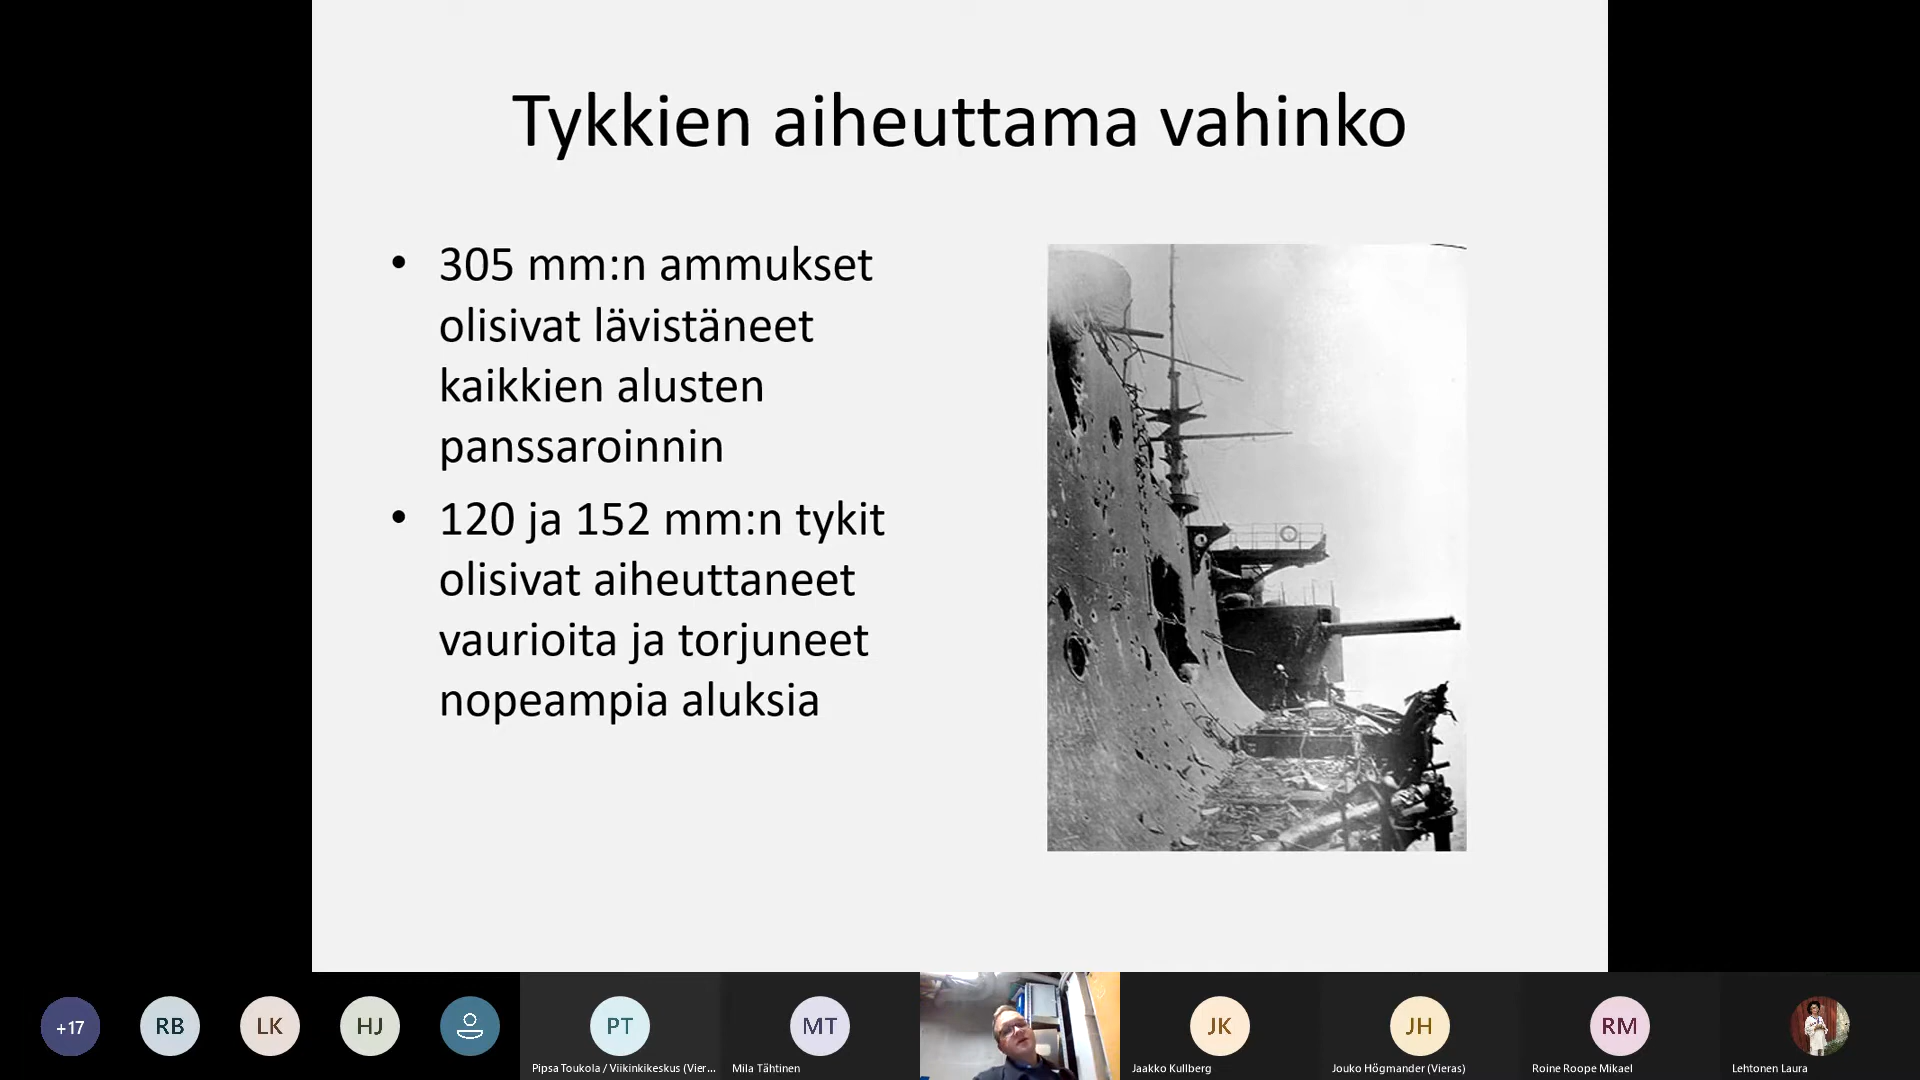 Tykkien aiheuttama vahinko
• 305 mm:n ammukset
olisivat lävistäneet
kaikkien alusten
panssaroinnin
• 120 ja 152 mm:n tykit
olisivat aiheuttaneet
vaurioita ja torjuneet
nopeampia aluksia
+17
RB
LK
HJ
PT
MT
JK
JH
RM
Pipsa Toukola / Viikinkikeskus (Vier...
Mila Tähtinen
Jaakko Kullberg
Jouko Högmander (Vieras)
Roine Roope Mikael
Lehtonen Laura